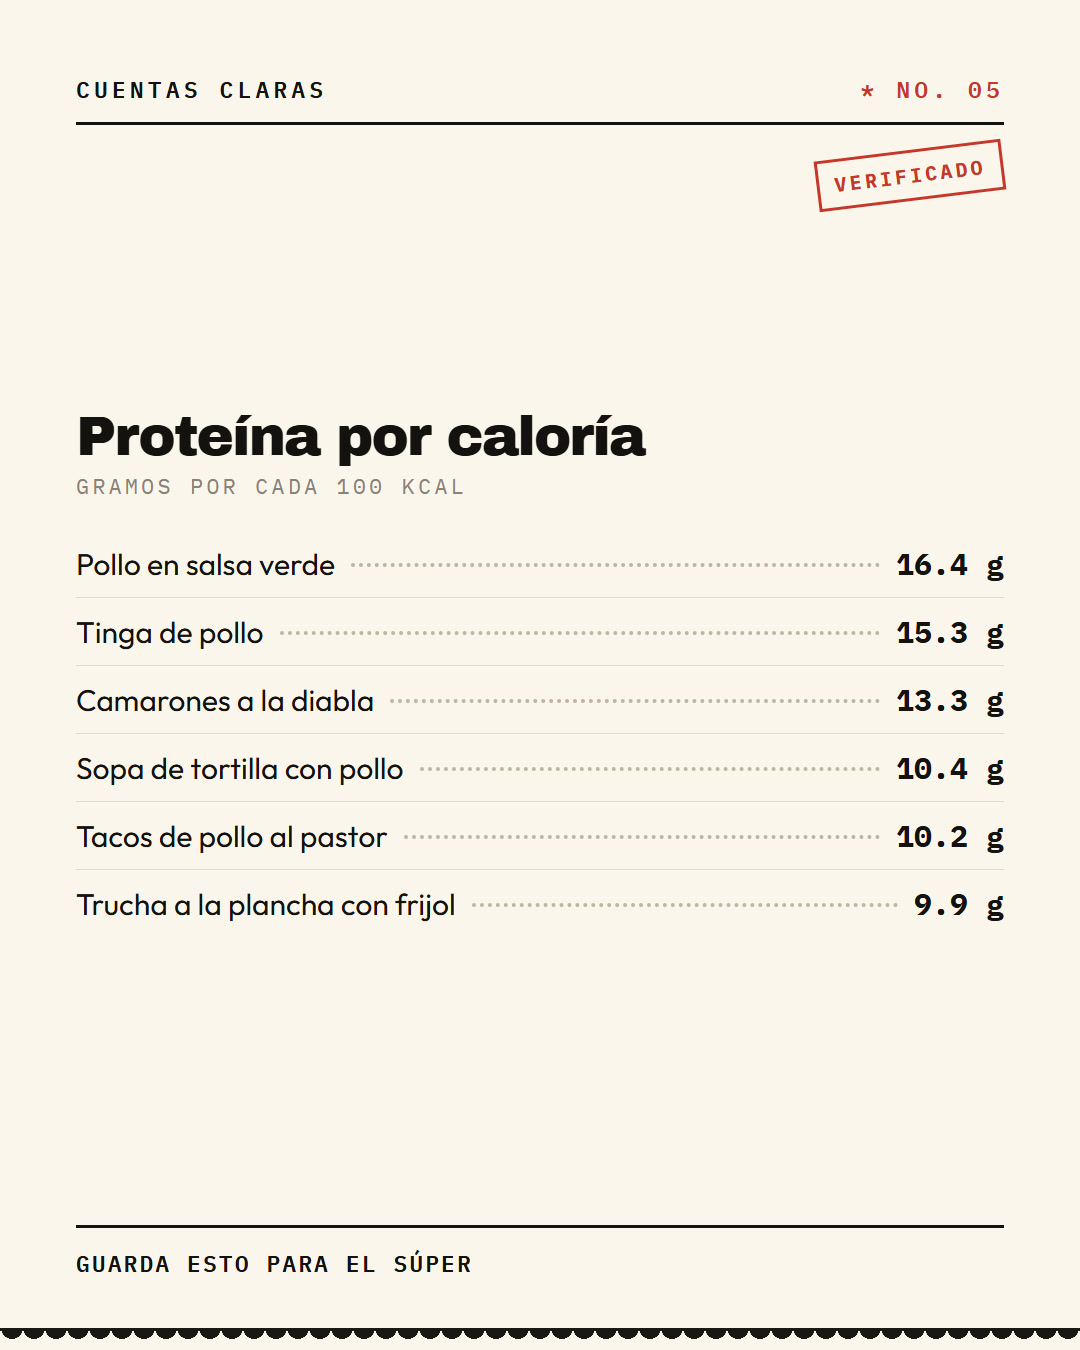 CUENTAS CLARAS
* NO. 05
VERIFICADO
Proteína por caloría
GRAMOS POR CADA 100 KCAL
Pollo en salsa verde 16.4 g
Tinga de pollo 15.3 g
Camarones a la diabla 13.3 g
Sopa de tortilla con pollo 10.4 g
Tacos de pollo al pastor 10.2 g
Trucha a la plancha con frijol 9.9 g
GUARDA ESTO PARA EL SÚPER